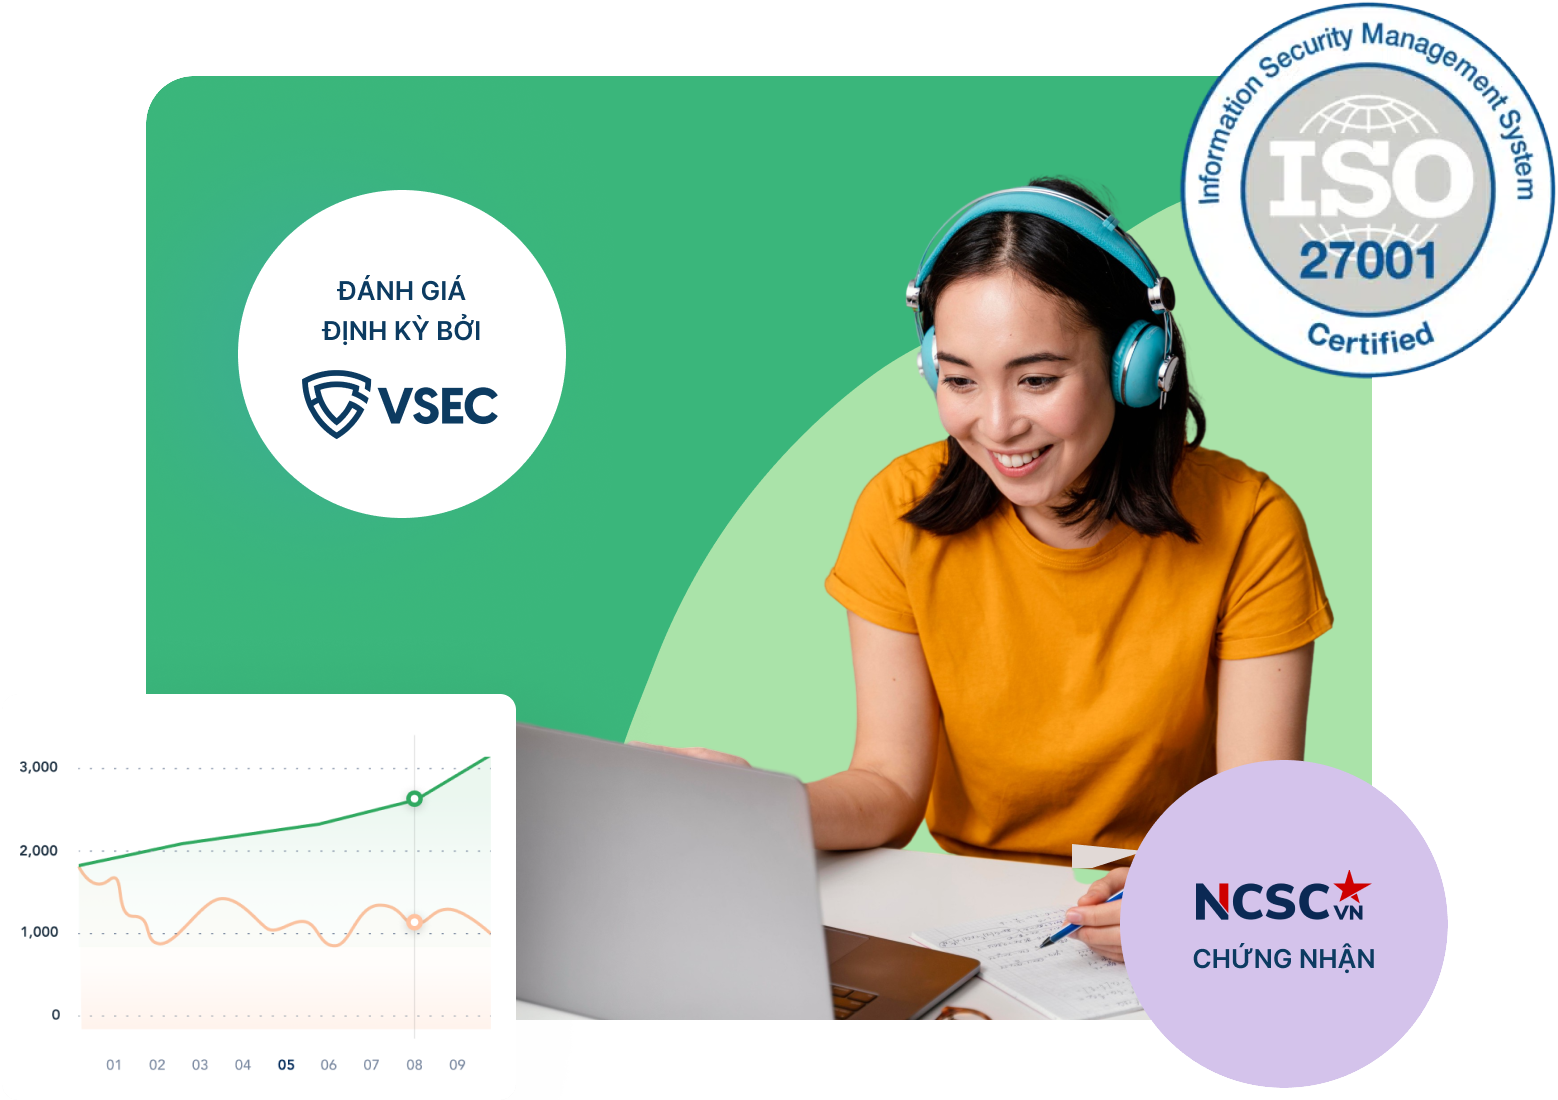 Information Security Management System
ISO
27001
Certified
ĐÁNH GIÁ
ĐỊNH KỲ BỞI
VSEC
3,000
2,000
1,000
0
01 02 03 04 05 06 07 08 09
NCSC
VN
CHỨNG NHẬN